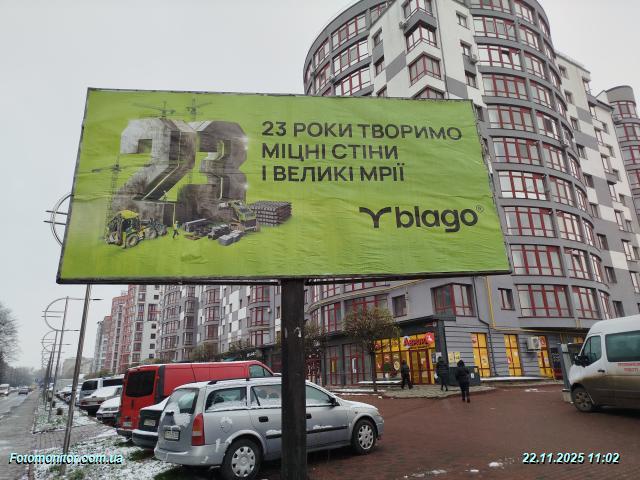 23
23 РОКИ ТВОРИМО
МІЦНІ СТІНИ
І ВЕЛИКІ МРІЇ
blago®
Fotomonitor.com.ua
22.11.2025 11:02